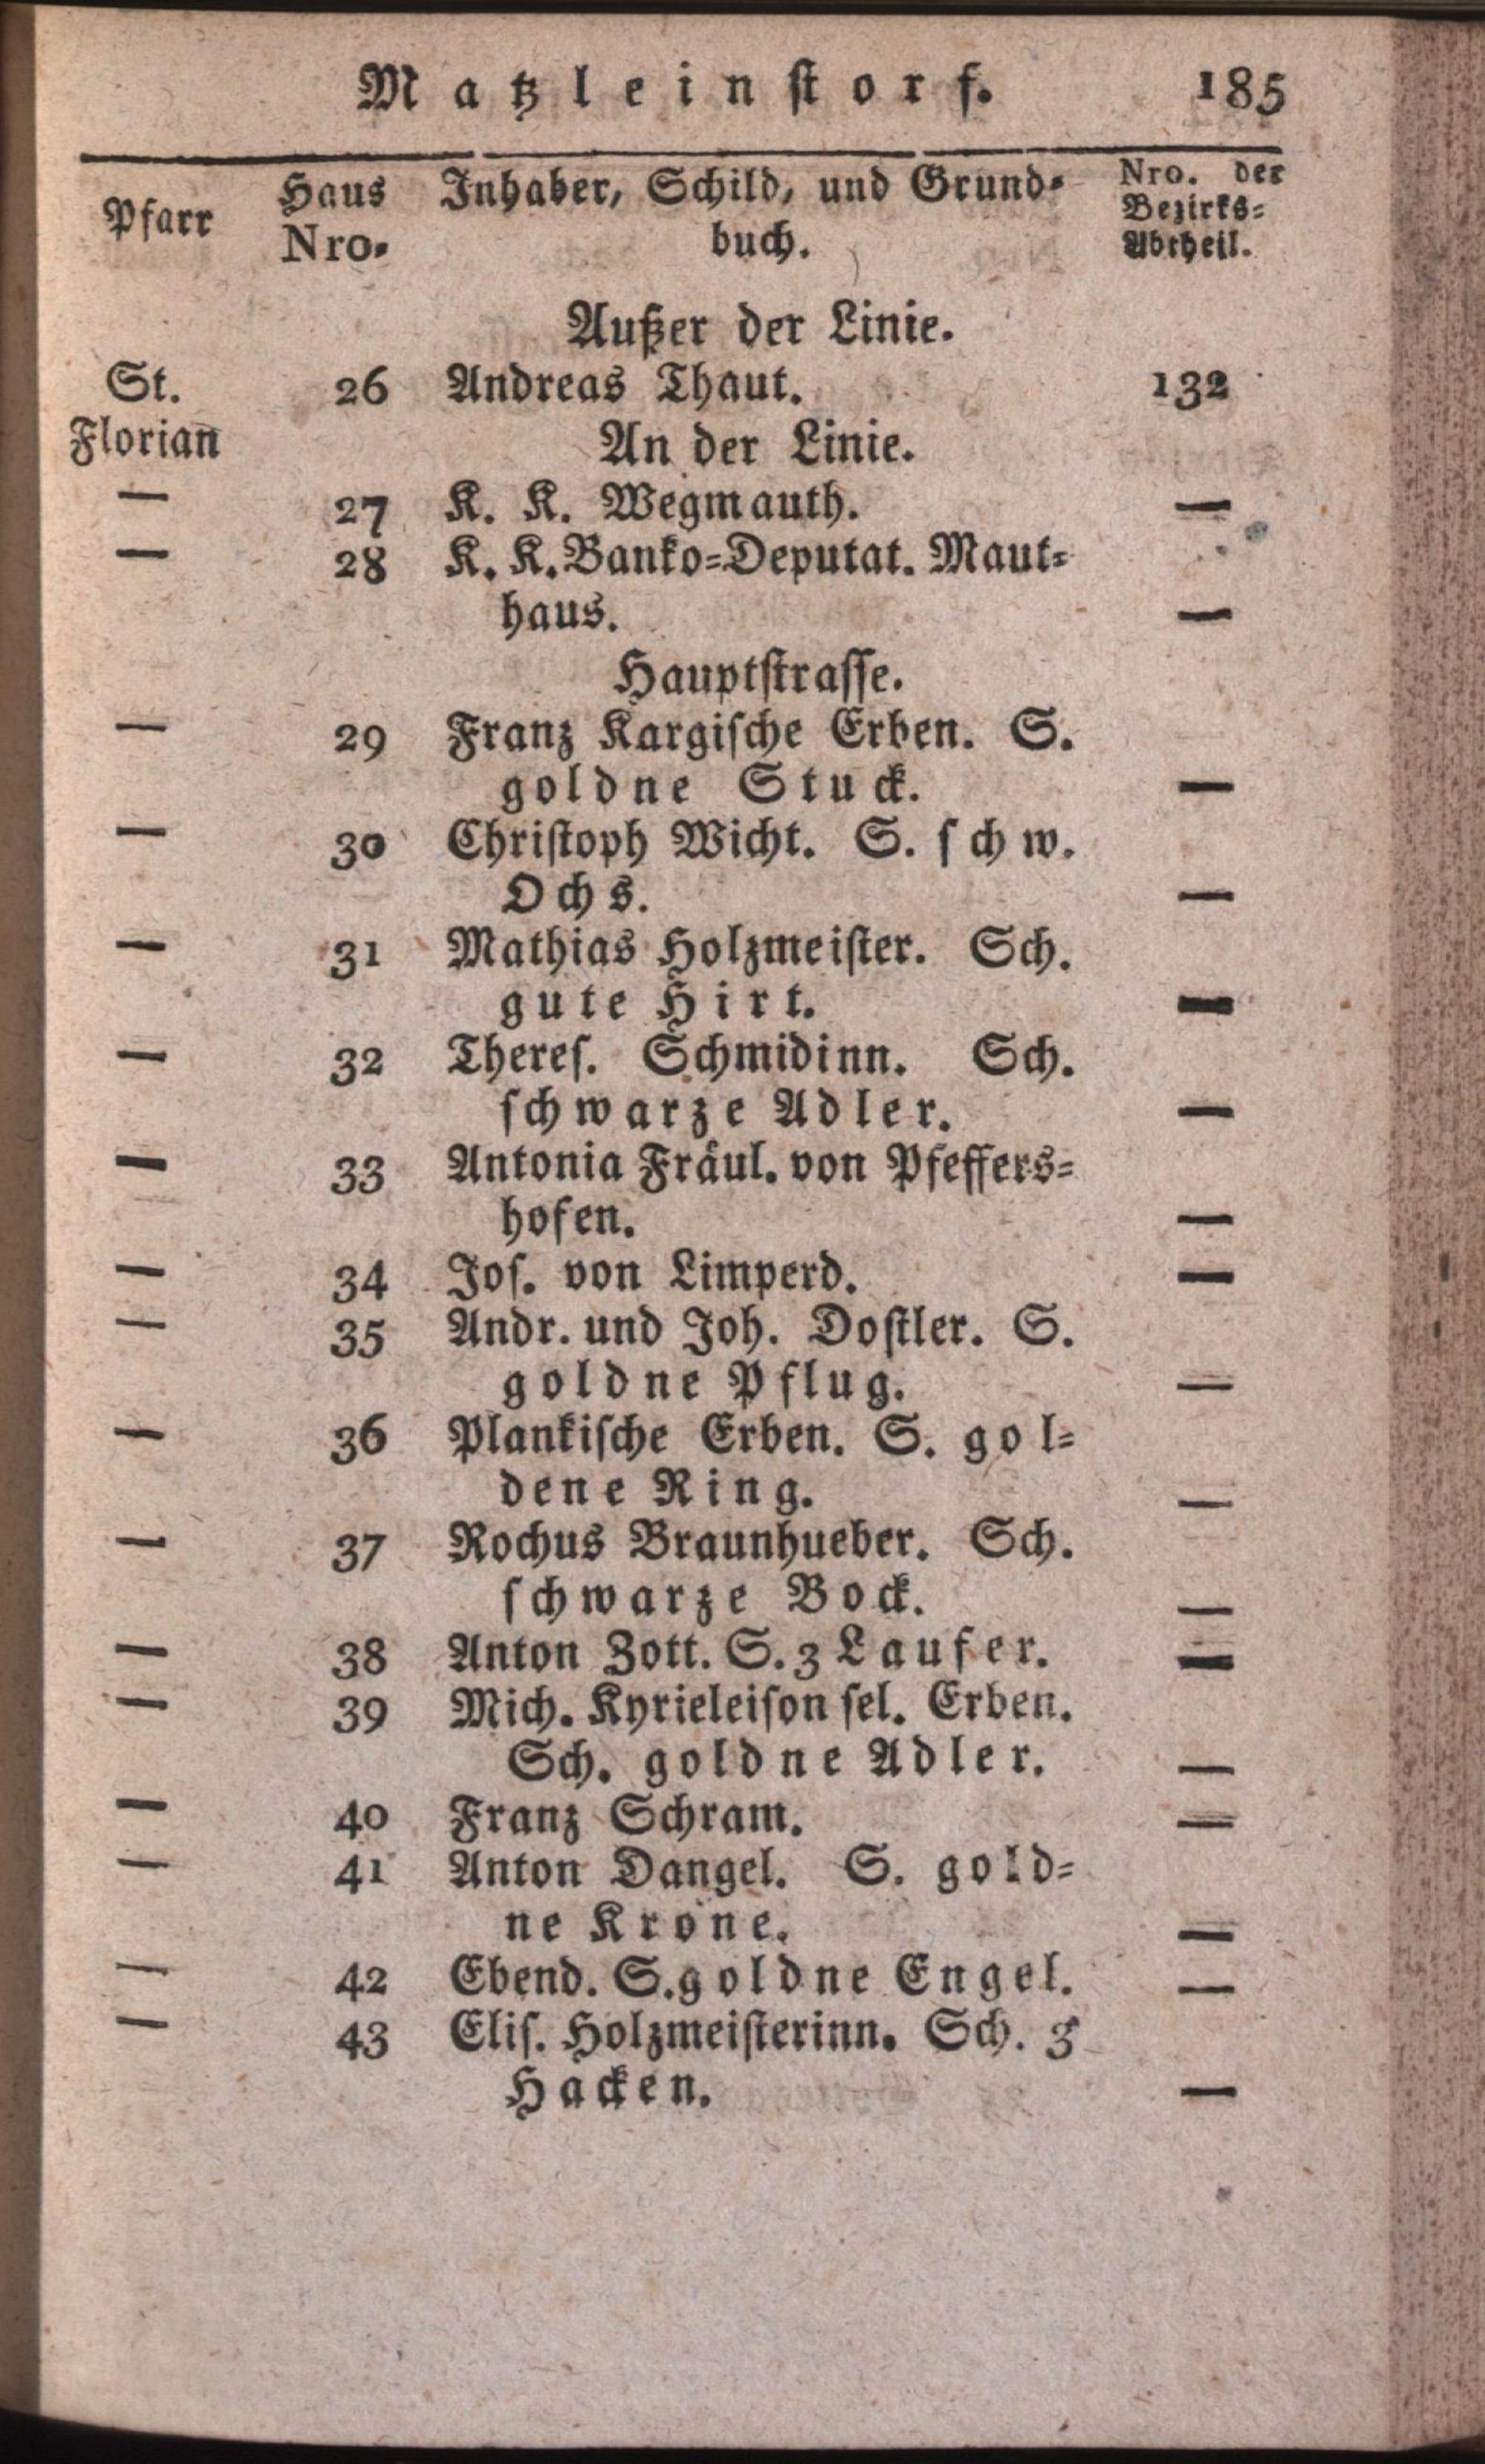 Matzleinstorf. 185
Pfarr Haus Nro. Inhaber, Schild, und Grund- buch. Nro. der Bezirks- Abtheil.
Außer der Linie.
St. 26 Andreas Thaut. 132
Florian An der Linie.
— 27 K. K. Wegmauth. —
— 28 K. K. Banko-Deputat. Maut-
haus. —
Hauptstrasse.
— 29 Franz Kargische Erben. S.
goldne Stuck. —
— 30 Christoph Wicht. S. schw.
Ochs. —
— 31 Mathias Holzmeister. Sch.
gute Hirt. —
— 32 Theres. Schmidinn. Sch.
schwarze Adler. —
— 33 Antonia Fräul. von Pfeffers-
hofen. —
— 34 Jos. von Limperd. —
— 35 Andr. und Joh. Dostler. S.
goldne Pflug. —
— 36 Plankische Erben. S. gol-
dene Ring. —
— 37 Rochus Braunhueber. Sch.
schwarze Bock. —
— 38 Anton Zott. S. 3 Laufer. —
— 39 Mich. Kyrieleison sel. Erben.
Sch. goldne Adler. —
— 40 Franz Schram. —
— 41 Anton Dangel. S. gold-
ne Krone. —
— 42 Ebend. S. goldne Engel. —
— 43 Elis. Holzmeisterinn. Sch. 3
Hacken. —